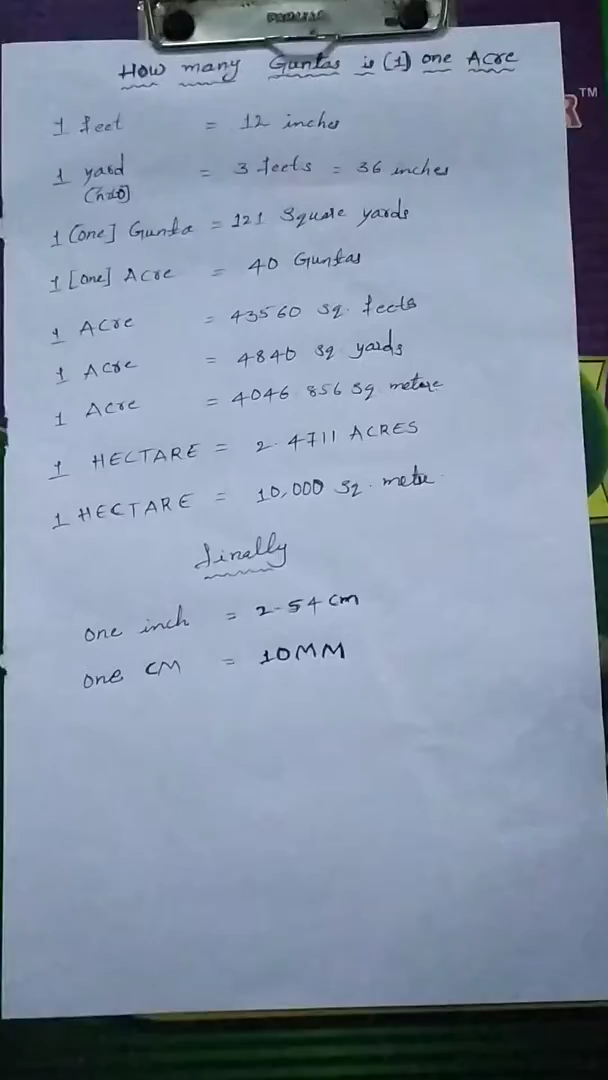 How many Guntas is (1) one Acre
1 feet = 12 inches
1 yard = 3 feets = 36 inches
1 [one] Gunta = 121 Square yards
1 [one] Acre = 40 Guntas
1 Acre = 43560 sq. feets
1 Acre = 4840 sq yards
1 Acre = 4046 856 sq metere
1 HECTARE = 2.4711 ACRES
1 HECTARE = 10,000 sq. mete
finally
one inch = 2.54 cm
one CM = 10MM
TM
R